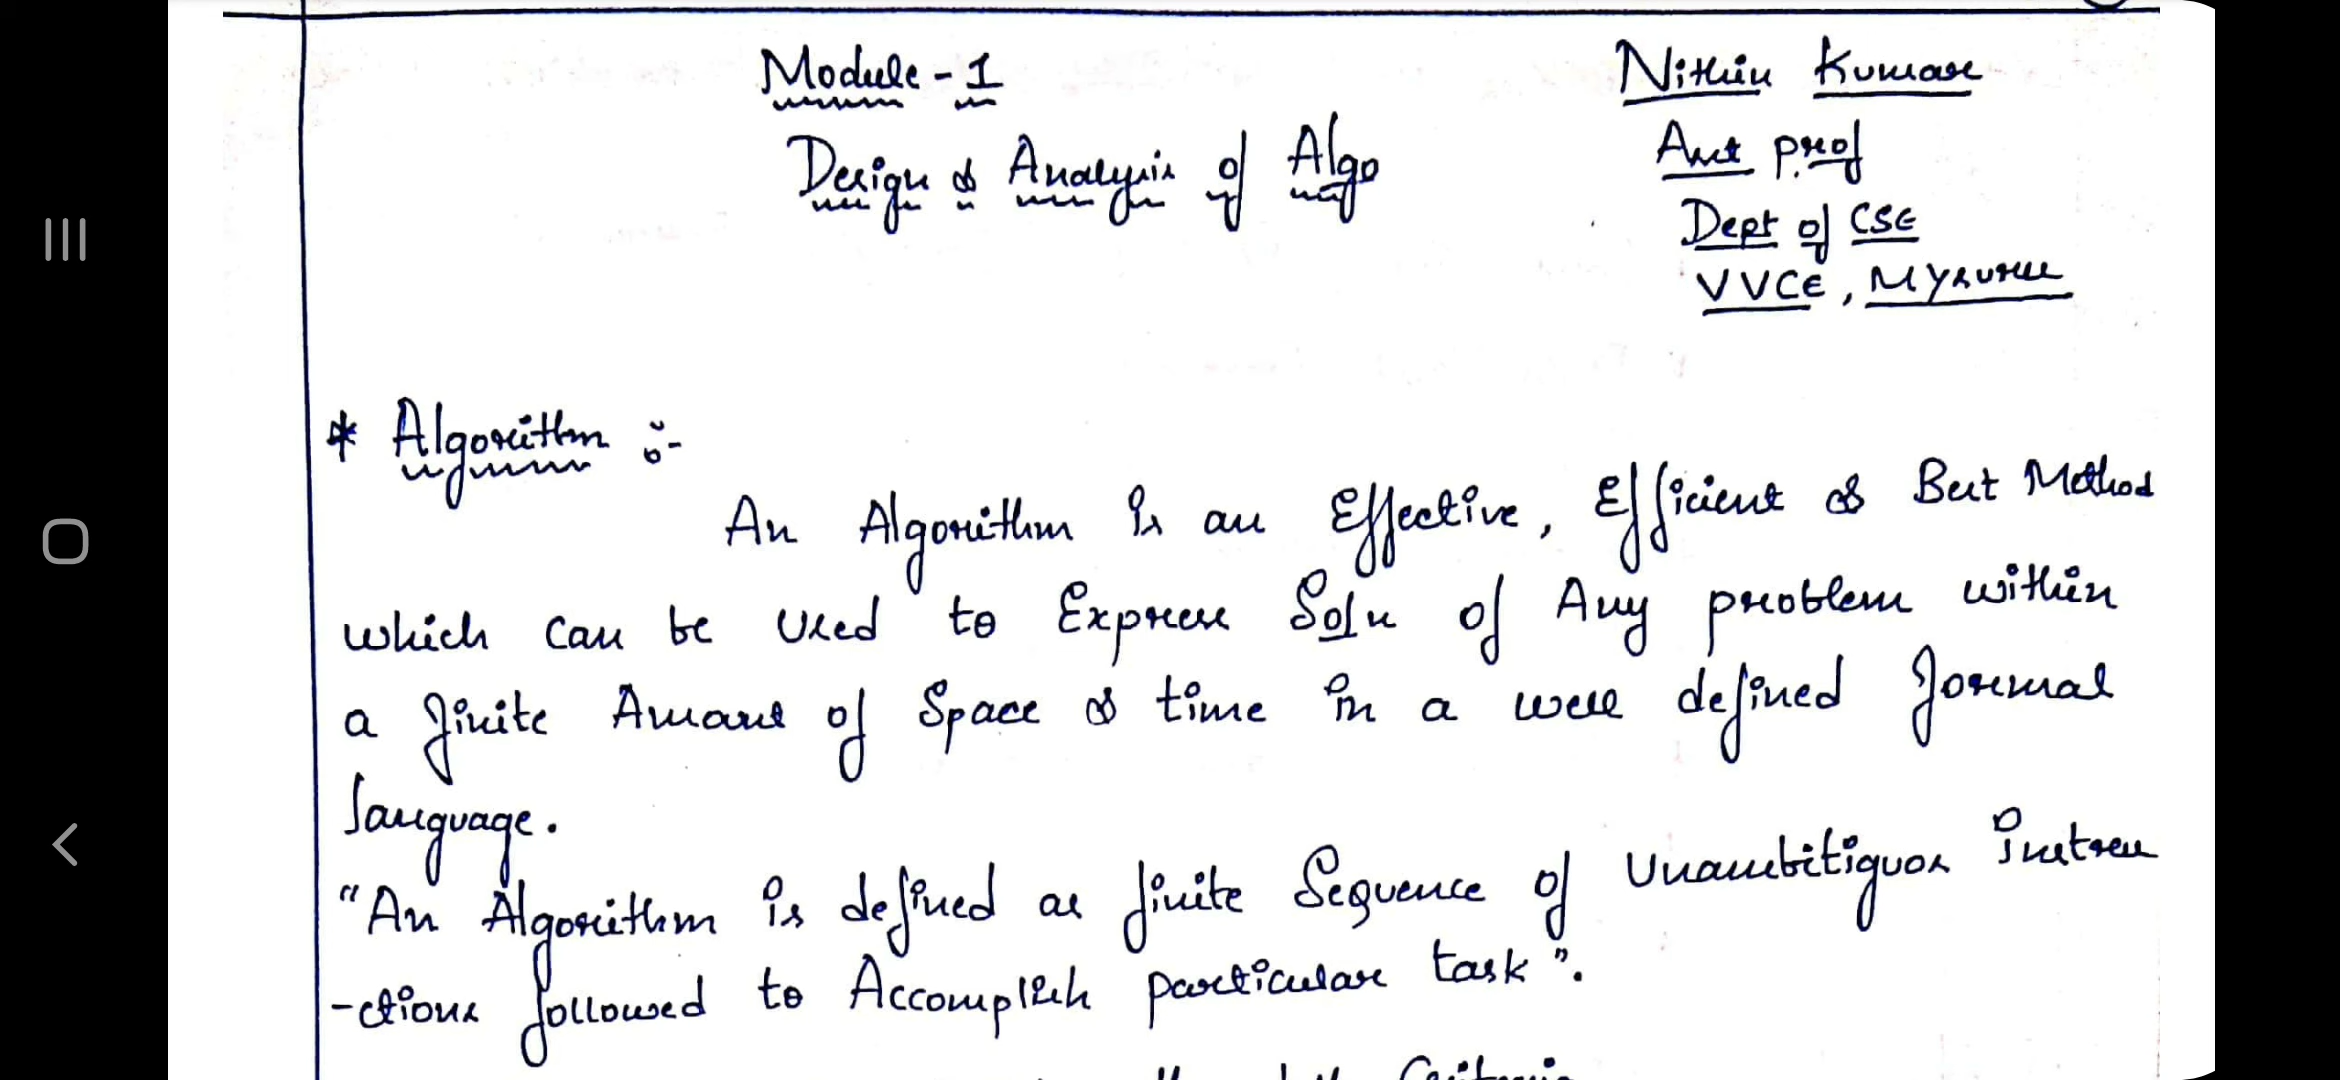 Module - 1
Nithin Kumar
Design & Analysis of Algo
Asst prof
Dept of CSE
VVCE, Mysuru
* Algorithm :-
An Algorithm is an Effective, Efficient & Best Method
which can be Used to Express Soln of Any problem within
a finite Amount of Space & time in a well defined formal
language.
"An Algorithm is defined as finite Sequence of Unambitiguos instru
-ctions followed to Accomplish particular task".
Criteria